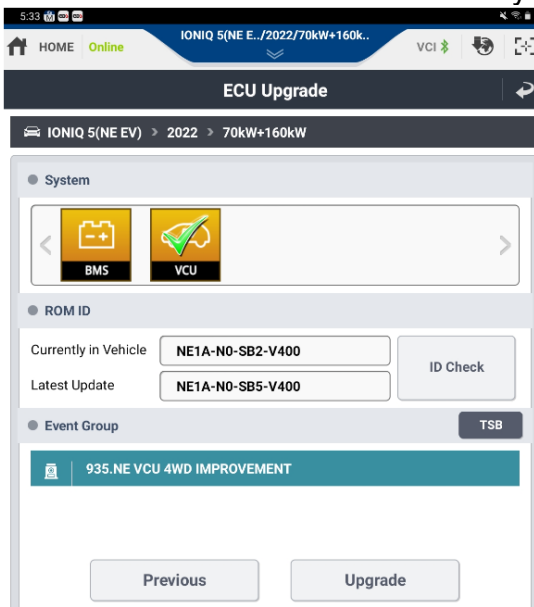 5:33
HOME Online IONIQ 5(NE E../2022/70kW+160k.. VCI
ECU Upgrade
IONIQ 5(NE EV) > 2022 > 70kW+160kW
System
BMS VCU
ROM ID
Currently in Vehicle NE1A-N0-SB2-V400
ID Check
Latest Update NE1A-N0-SB5-V400
Event Group TSB
935.NE VCU 4WD IMPROVEMENT
Previous Upgrade